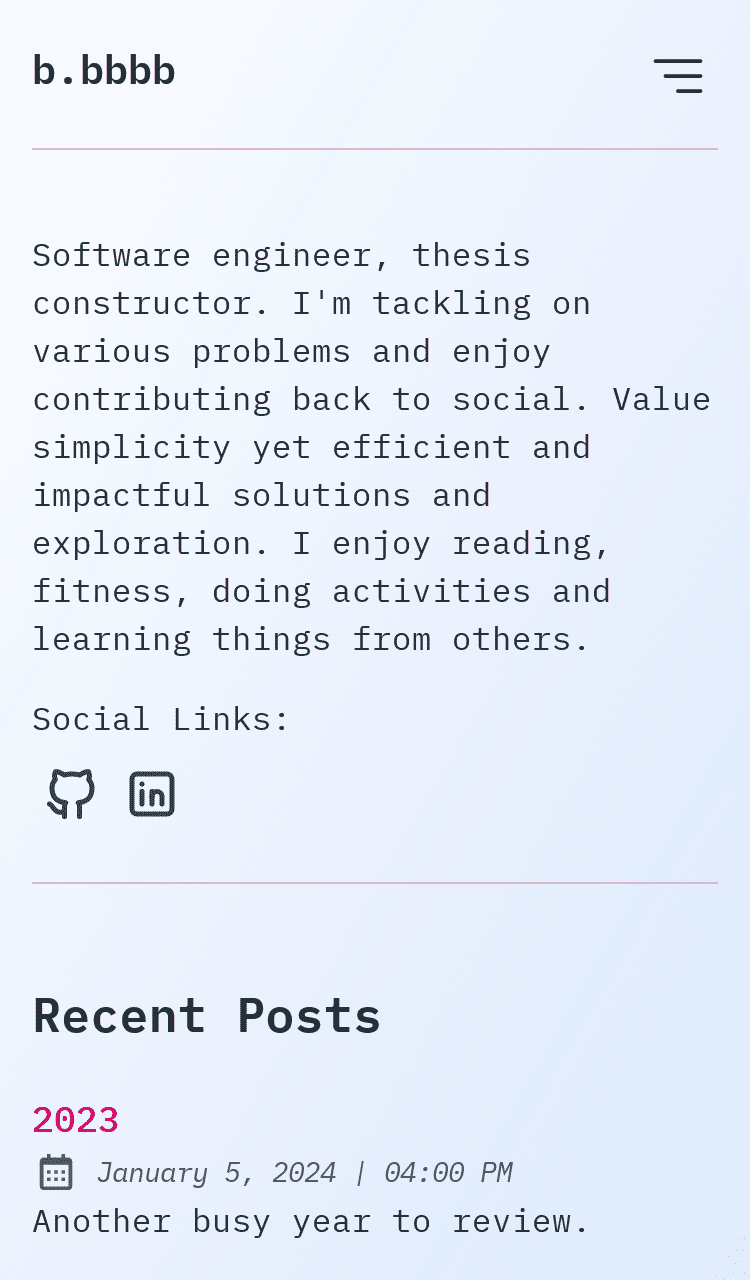 b.bbbb
Software engineer, thesis
constructor. I'm tackling on
various problems and enjoy
contributing back to social. Value
simplicity yet efficient and
impactful solutions and
exploration. I enjoy reading,
fitness, doing activities and
learning things from others.
Social Links:
in
Recent Posts
2023
January 5, 2024 | 04:00 PM
Another busy year to review.